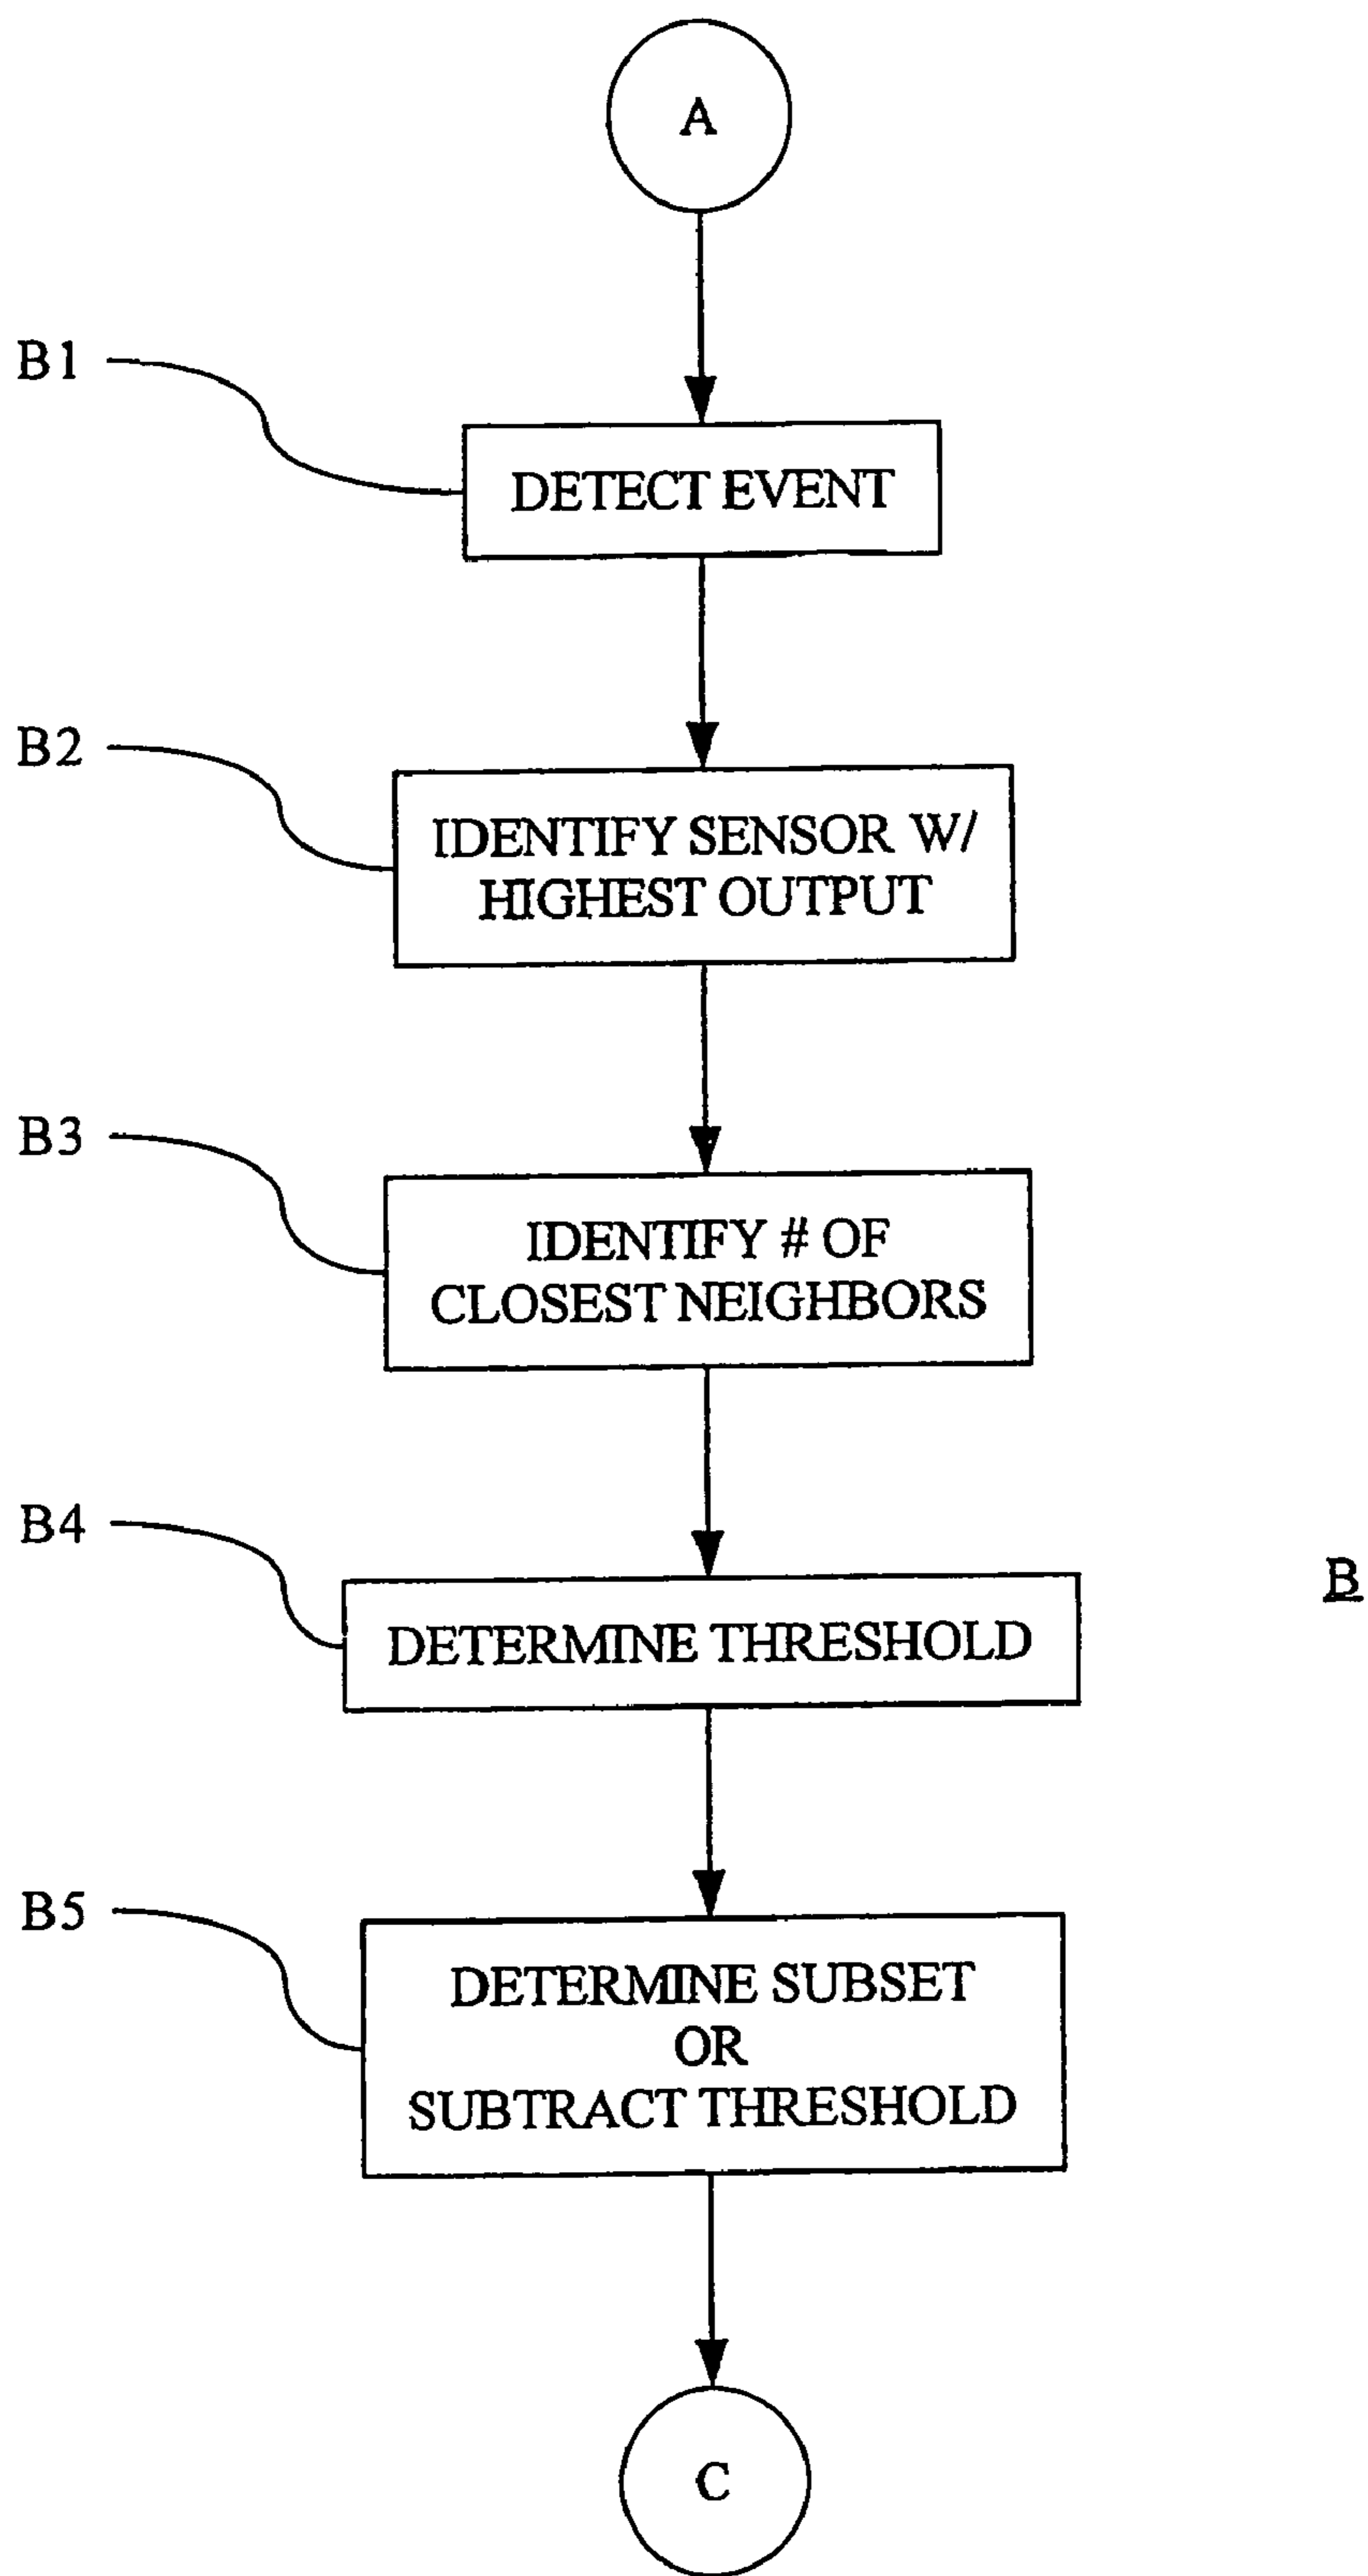 A
B1
DETECT EVENT
B2
IDENTIFY SENSOR W/
HIGHEST OUTPUT
B3
IDENTIFY # OF
CLOSEST NEIGHBORS
B4
DETERMINE THRESHOLD
B
B5
DETERMINE SUBSET
OR
SUBTRACT THRESHOLD
C